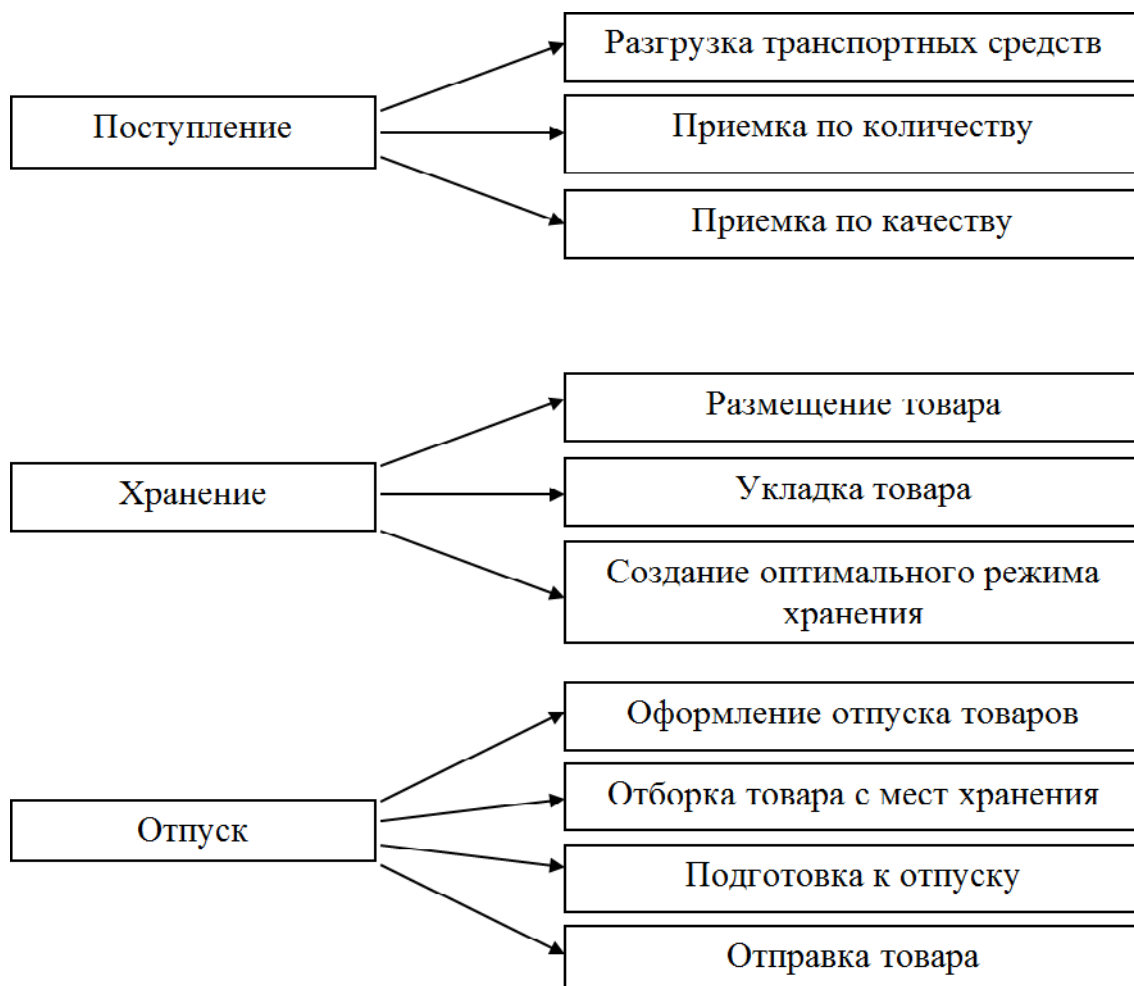 Поступление
Разгрузка транспортных средств
Приемка по количеству
Приемка по качеству
Хранение
Размещение товара
Укладка товара
Создание оптимального режима
хранения
Отпуск
Оформление отпуска товаров
Отборка товара с мест хранения
Подготовка к отпуску
Отправка товара